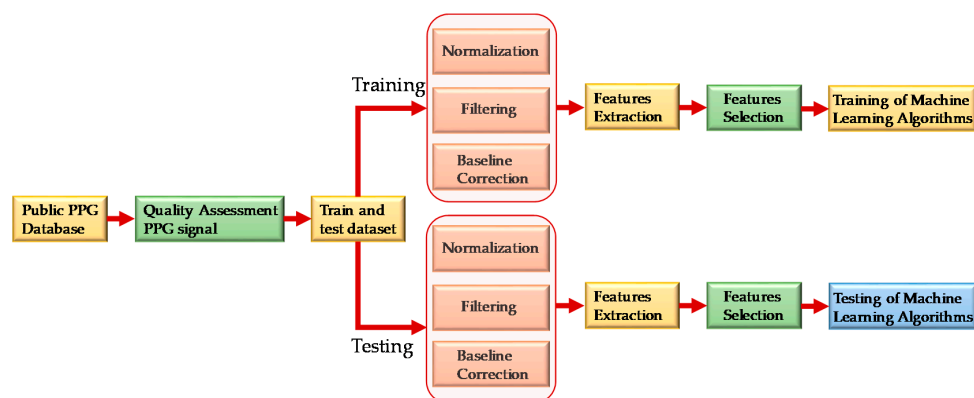 Public PPG
Database
Quality Assessment
PPG signal
Train and
test dataset
Training
Normalization
Filtering
Baseline
Correction
Features
Extraction
Features
Selection
Training of Machine
Learning Algorithms
Testing
Normalization
Filtering
Baseline
Correction
Features
Extraction
Features
Selection
Testing of Machine
Learning Algorithms